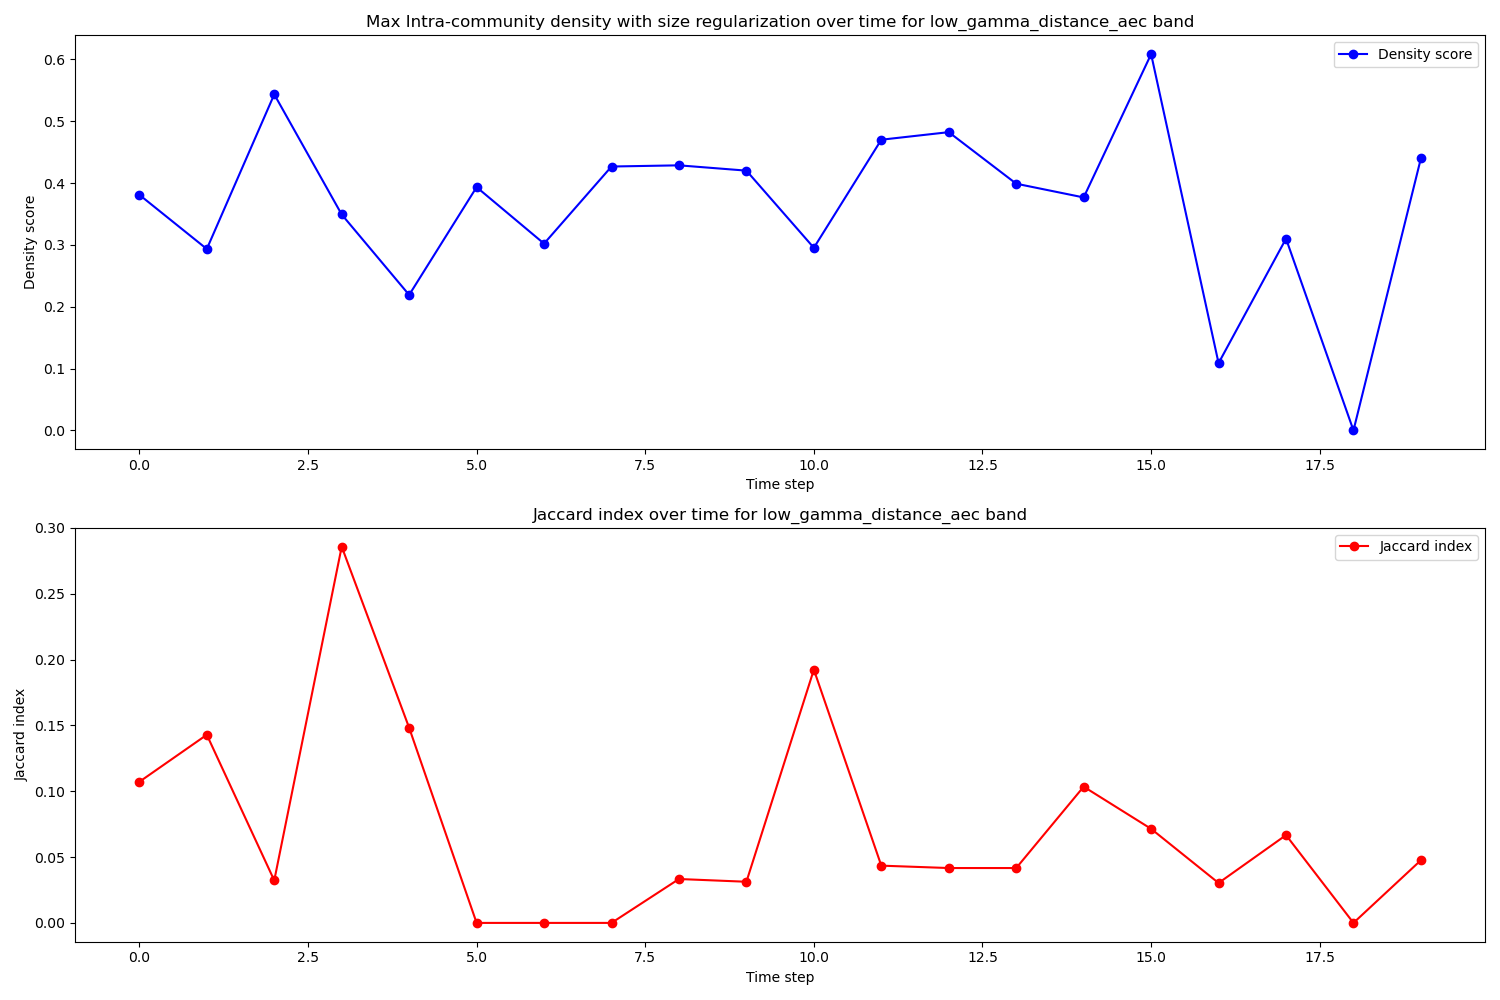 Max Intra-community density with size regularization over time for low_gamma_distance_aec band
Density score
0.6
0.5
0.4
0.3
0.2
0.1
0.0
Density score
0.0 2.5 5.0 7.5 10.0 12.5 15.0 17.5
Time step
Jaccard index over time for low_gamma_distance_aec band
Jaccard index
0.30
0.25
0.20
0.15
0.10
0.05
0.00
Jaccard index
0.0 2.5 5.0 7.5 10.0 12.5 15.0 17.5
Time step